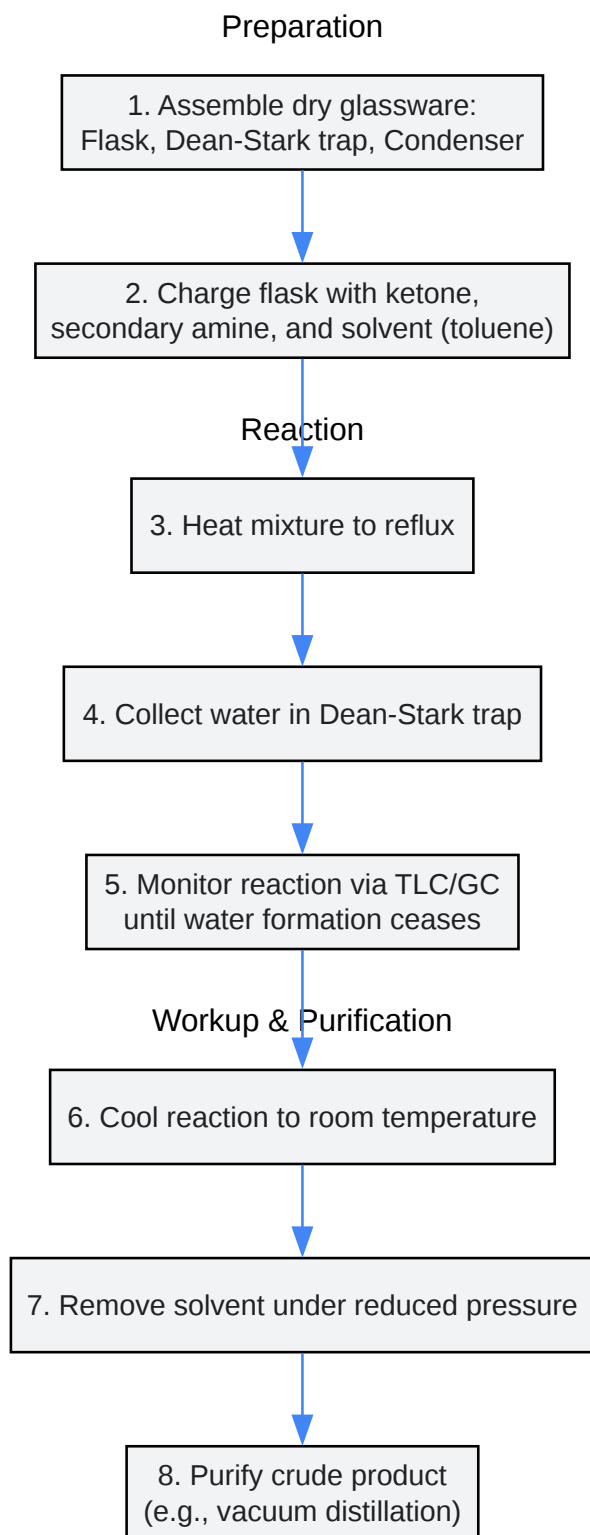 Preparation
1. Assemble dry glassware:
Flask, Dean-Stark trap, Condenser
2. Charge flask with ketone,
secondary amine, and solvent (toluene)
Reaction
3. Heat mixture to reflux
4. Collect water in Dean-Stark trap
5. Monitor reaction via TLC/GC
until water formation ceases
Workup & Purification
6. Cool reaction to room temperature
7. Remove solvent under reduced pressure
8. Purify crude product
(e.g., vacuum distillation)